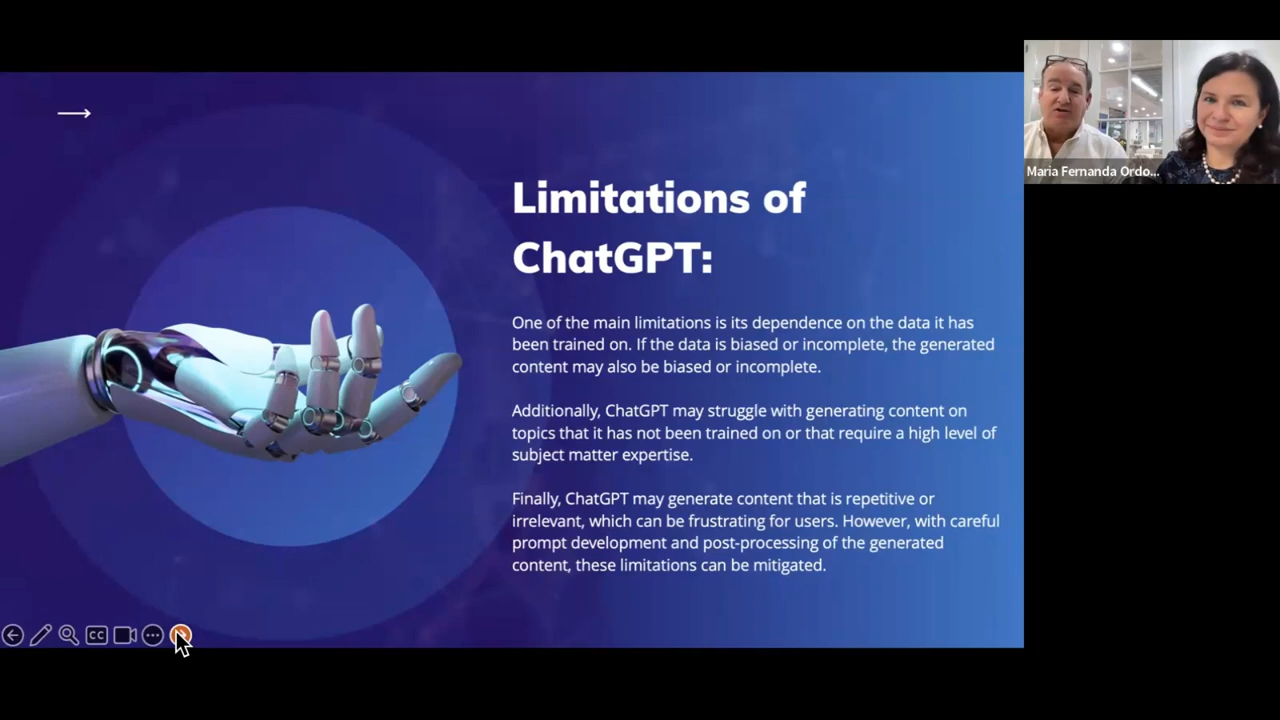 Limitations of
ChatGPT:
One of the main limitations is its dependence on the data it has
been trained on. If the data is biased or incomplete, the generated
content may also be biased or incomplete.
Additionally, ChatGPT may struggle with generating content on
topics that it has not been trained on or that require a high level of
subject matter expertise.
Finally, ChatGPT may generate content that is repetitive or
irrelevant, which can be frustrating for users. However, with careful
prompt development and post-processing of the generated
content, these limitations can be mitigated.
Maria Fernanda Ordo...
CC